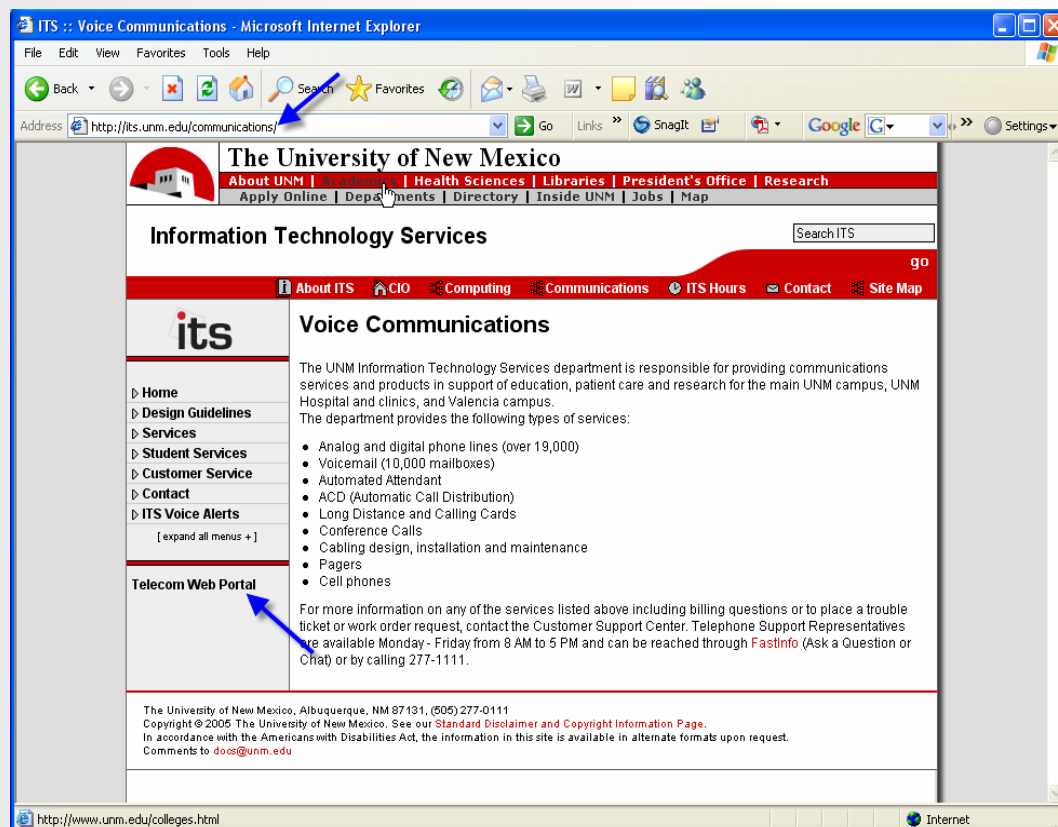 ITS :: Voice Communications - Microsoft Internet Explorer
File Edit View Favorites Tools Help
Back Search Favorites
Address http://its.unm.edu/communications/ Go Links » SnagIt Google G Settings
The University of New Mexico
About UNM | Academics | Health Sciences | Libraries | President's Office | Research
Apply Online | Departments | Directory | Inside UNM | Jobs | Map
Information Technology Services
Search ITS
go
About ITS CIO Computing Communications ITS Hours Contact Site Map
its
Home
Design Guidelines
Services
Student Services
Customer Service
Contact
ITS Voice Alerts
[ expand all menus + ]
Telecom Web Portal
Voice Communications
The UNM Information Technology Services department is responsible for providing communications
services and products in support of education, patient care and research for the main UNM campus, UNM
Hospital and clinics, and Valencia campus.
The department provides the following types of services:
• Analog and digital phone lines (over 19,000)
• Voicemail (10,000 mailboxes)
• Automated Attendant
• ACD (Automatic Call Distribution)
• Long Distance and Calling Cards
• Conference Calls
• Cabling design, installation and maintenance
• Pagers
• Cell phones
For more information on any of the services listed above including billing questions or to place a trouble
ticket or work order request, contact the Customer Support Center. Telephone Support Representatives
are available Monday - Friday from 8 AM to 5 PM and can be reached through FastInfo (Ask a Question or
Chat) or by calling 277-1111.
The University of New Mexico, Albuquerque, NM 87131, (505) 277-0111
Copyright © 2005 The University of New Mexico. See our Standard Disclaimer and Copyright Information Page.
In accordance with the Americans with Disabilities Act, the information in this site is available in alternate formats upon request.
Comments to docs@unm.edu
http://www.unm.edu/colleges.html Internet